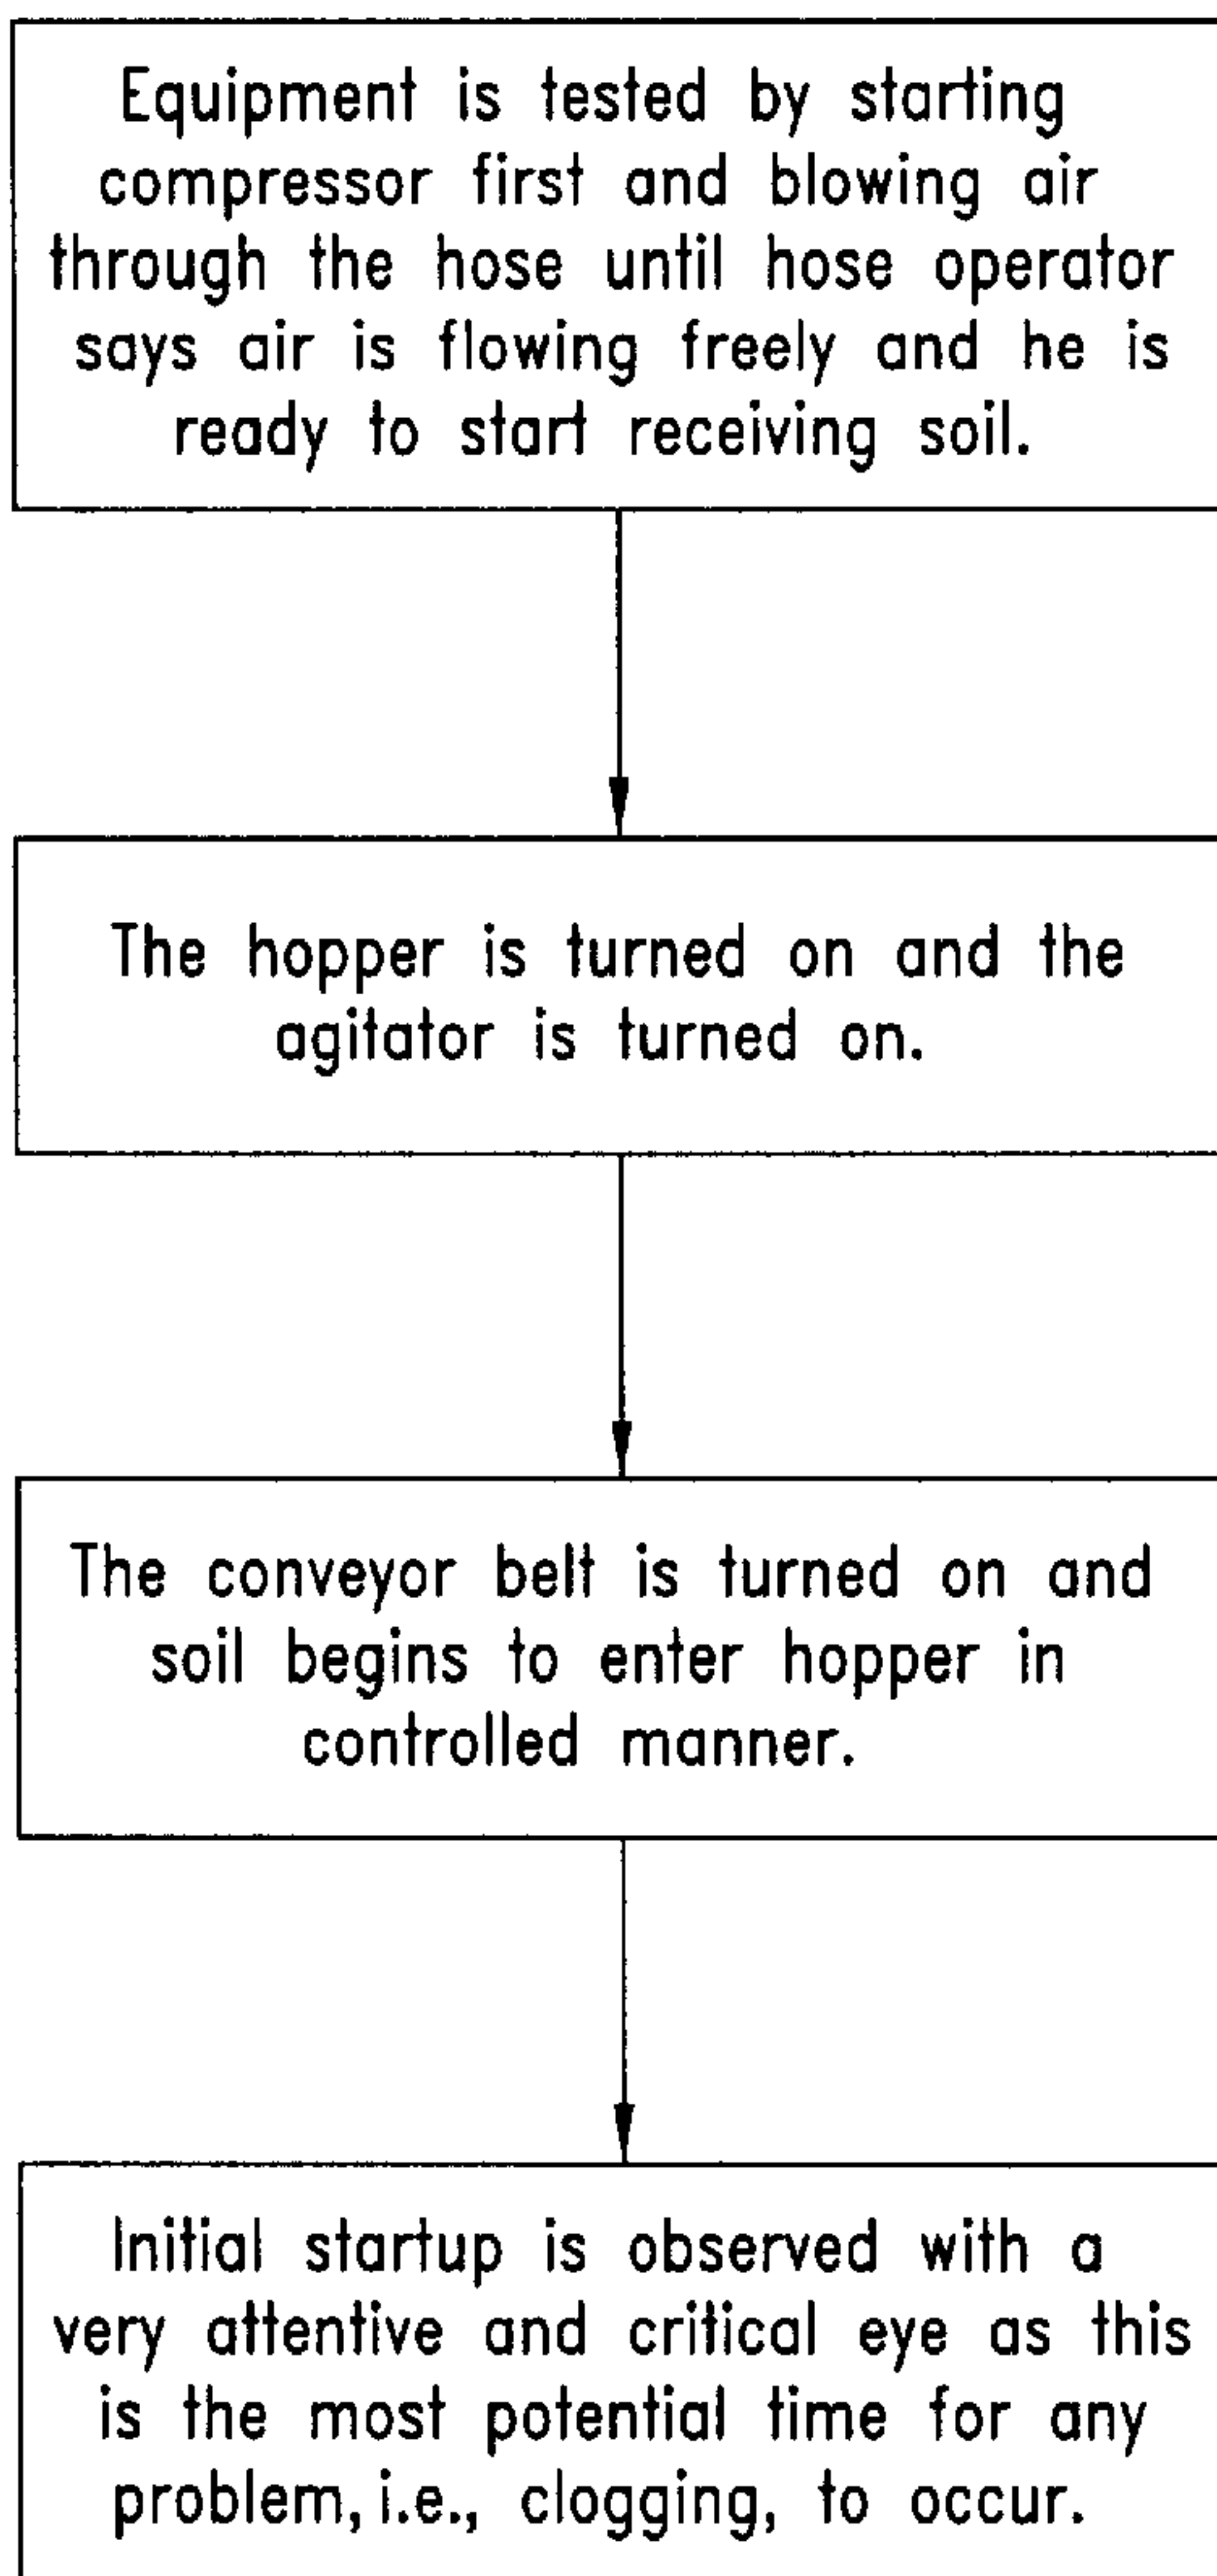 Equipment is tested by starting
compressor first and blowing air
through the hose until hose operator
says air is flowing freely and he is
ready to start receiving soil.
The hopper is turned on and the
agitator is turned on.
The conveyor belt is turned on and
soil begins to enter hopper in
controlled manner.
Initial startup is observed with a
very attentive and critical eye as this
is the most potential time for any
problem, i.e., clogging, to occur.